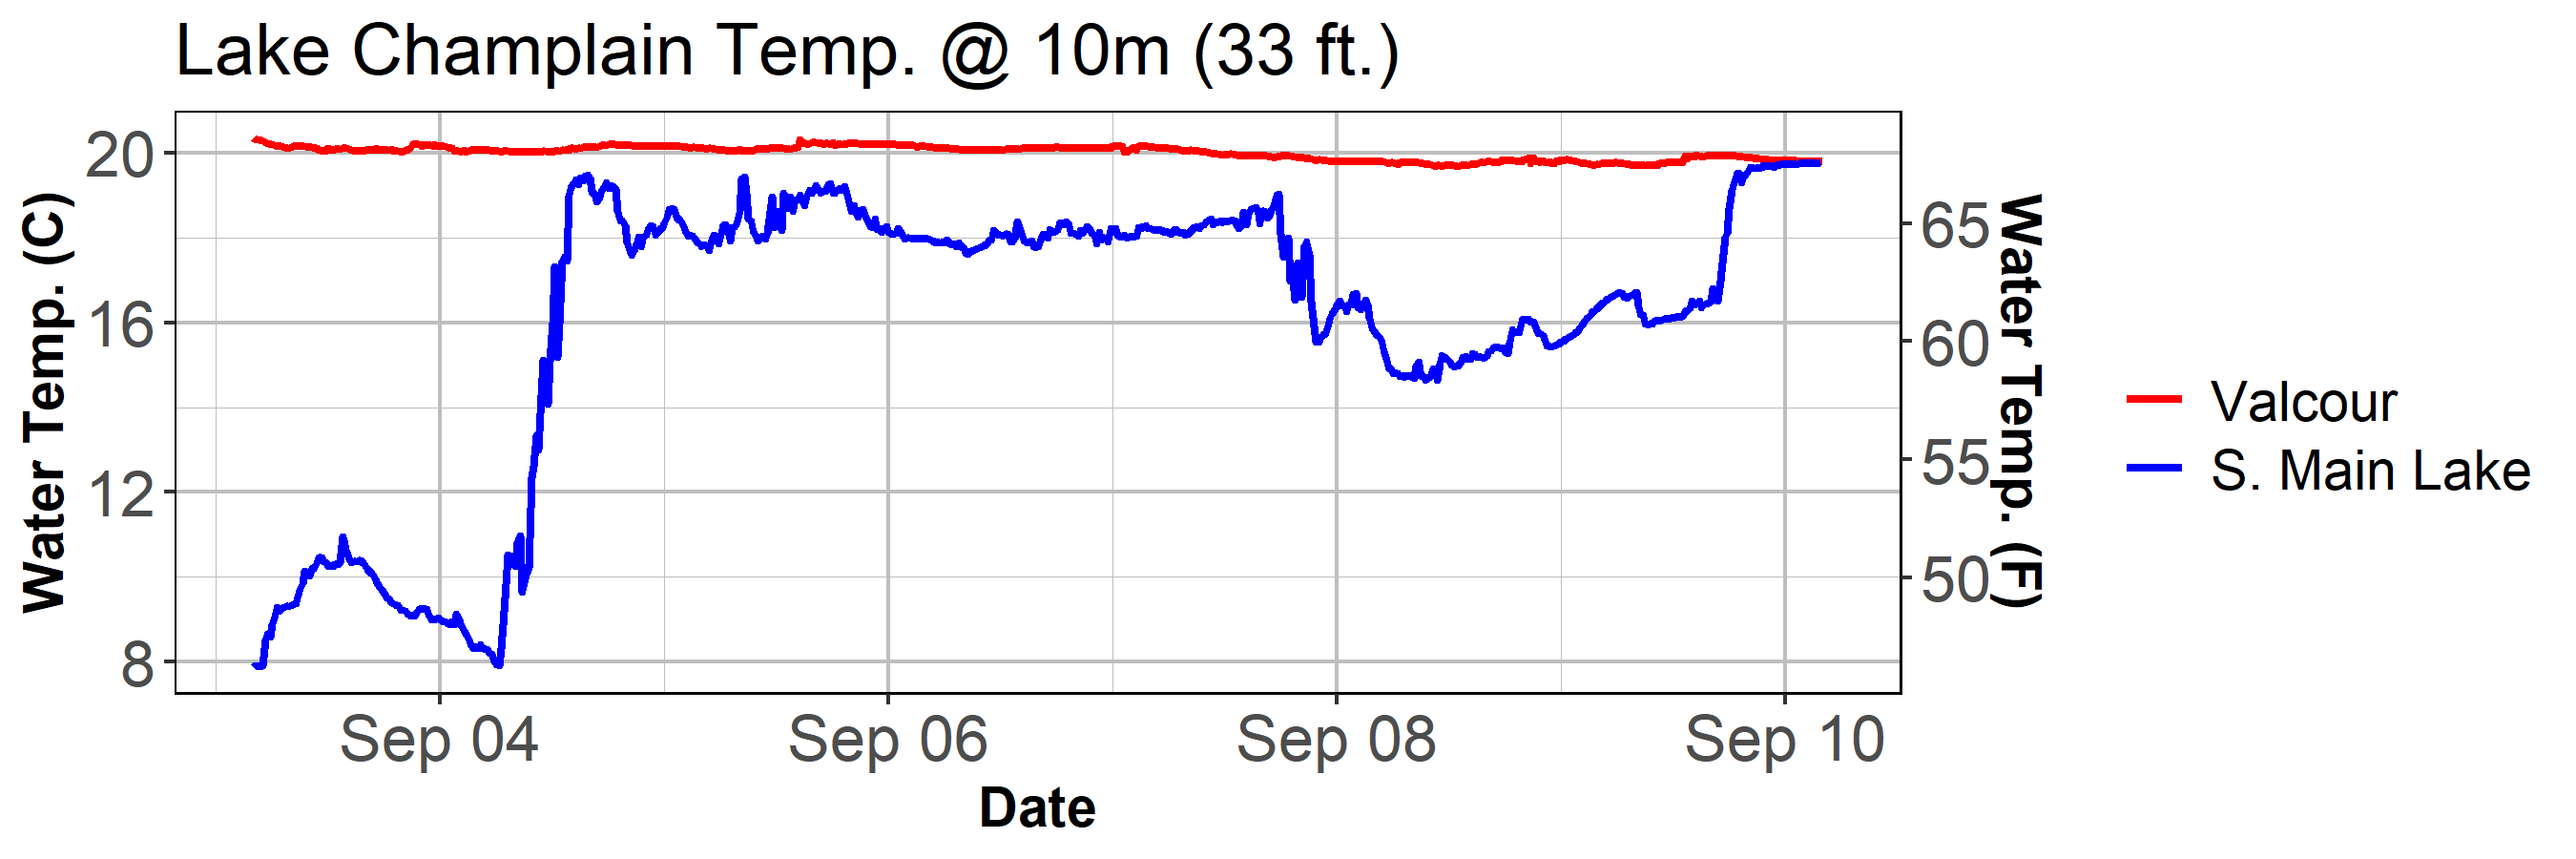 Lake Champlain Temp. @ 10m (33 ft.)
Water Temp. (C)
20
16
12
8
65
60
55
50
Water Temp. (F)
Sep 04 Sep 06 Sep 08 Sep 10
Date
Valcour
S. Main Lake